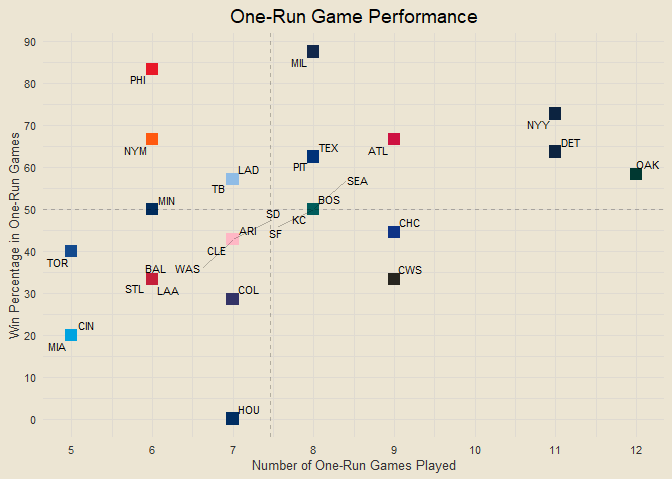 One-Run Game Performance
Win Percentage in One-Run Games
90
80
70
60
50
40
30
20
10
0
MIL
PHI
NYY
NYM
ATL
DET
TEX
PIT
LAD
TB
OAK
SEA
MIN
BOS
SD
KC
SF
ARI
CHC
CLE
TOR
BAL
WAS
CWS
STL
LAA
COL
CIN
MIA
HOU
5
6
7
8
9
10
11
12
Number of One-Run Games Played